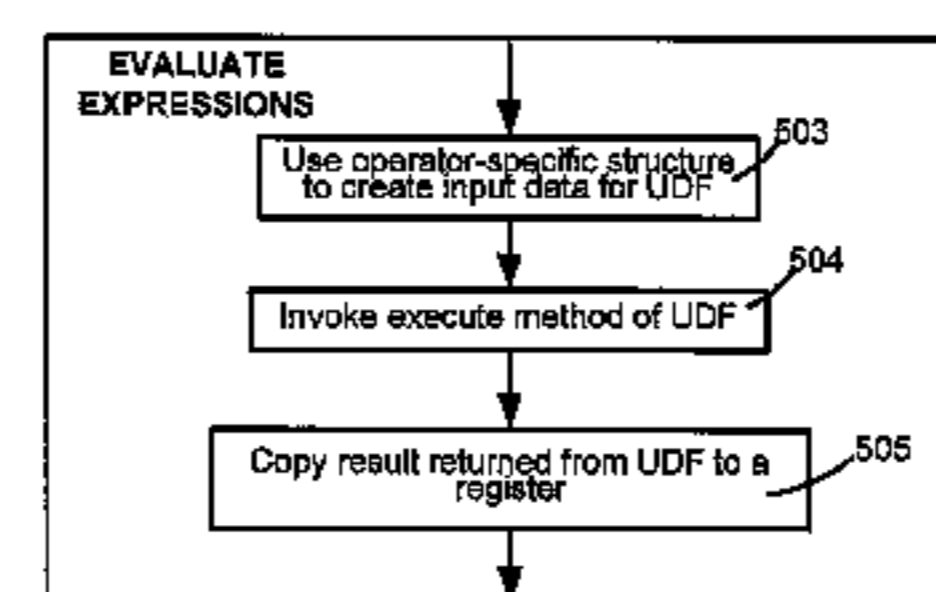 EVALUATE
EXPRESSIONS
503
Use operator-specific structure
to create input data for UDF
504
Invoke execute method of UDF
505
Copy result returned from UDF to a
register